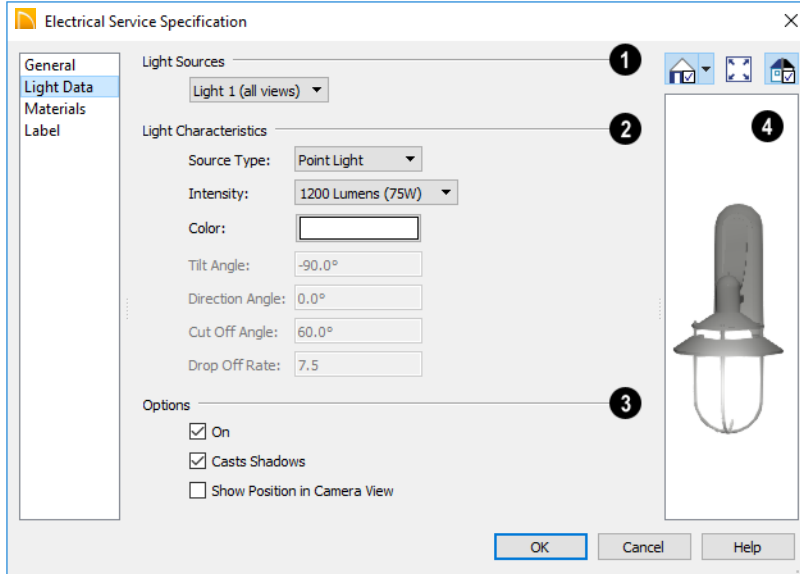 Electrical Service Specification
General
Light Data
Materials
Label
Light Sources 1
Light 1 (all views)
Light Characteristics 2
Source Type: Point Light
Intensity: 1200 Lumens (75W)
Color:
Tilt Angle: -90.0°
Direction Angle: 0.0°
Cut Off Angle: 60.0°
Drop Off Rate: 7.5
Options 3
On
Casts Shadows
Show Position in Camera View
4
OK Cancel Help